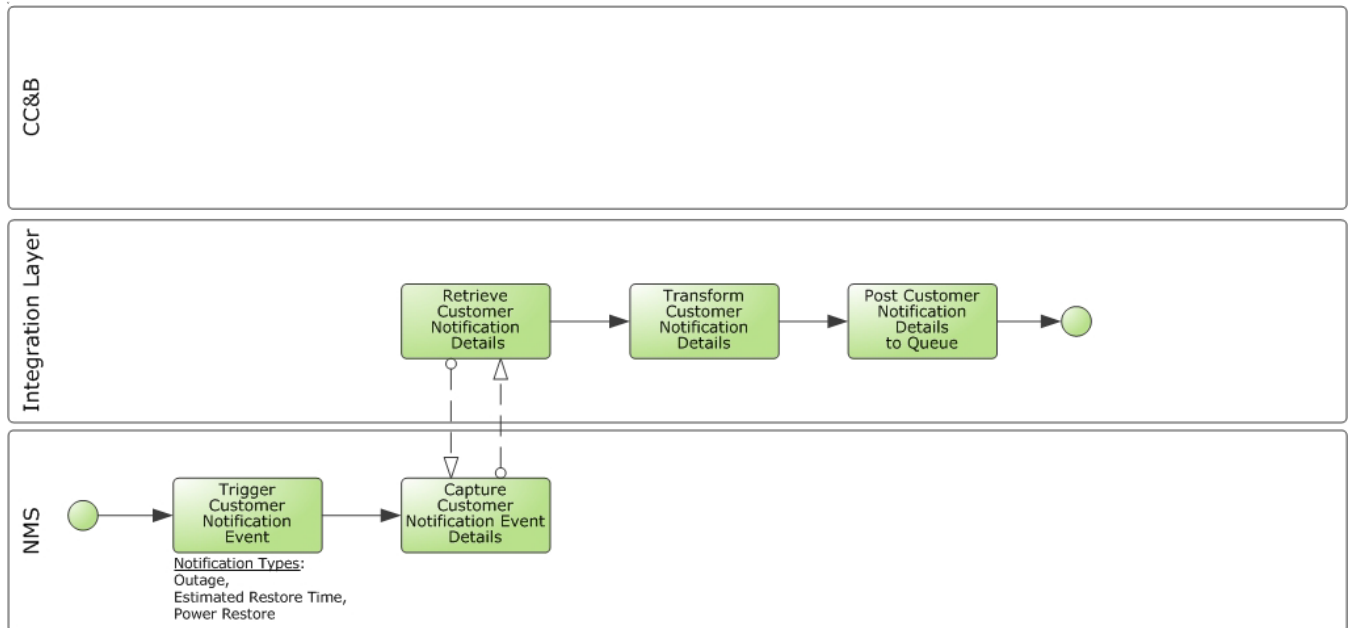 CC&B
Integration Layer
Retrieve
Customer
Notification
Details
Transform
Customer
Notification
Details
Post Customer
Notification
Details
to Queue
NMS
Trigger
Customer
Notification
Event
Notification Types:
Outage,
Estimated Restore Time,
Power Restore
Capture
Customer
Notification Event
Details